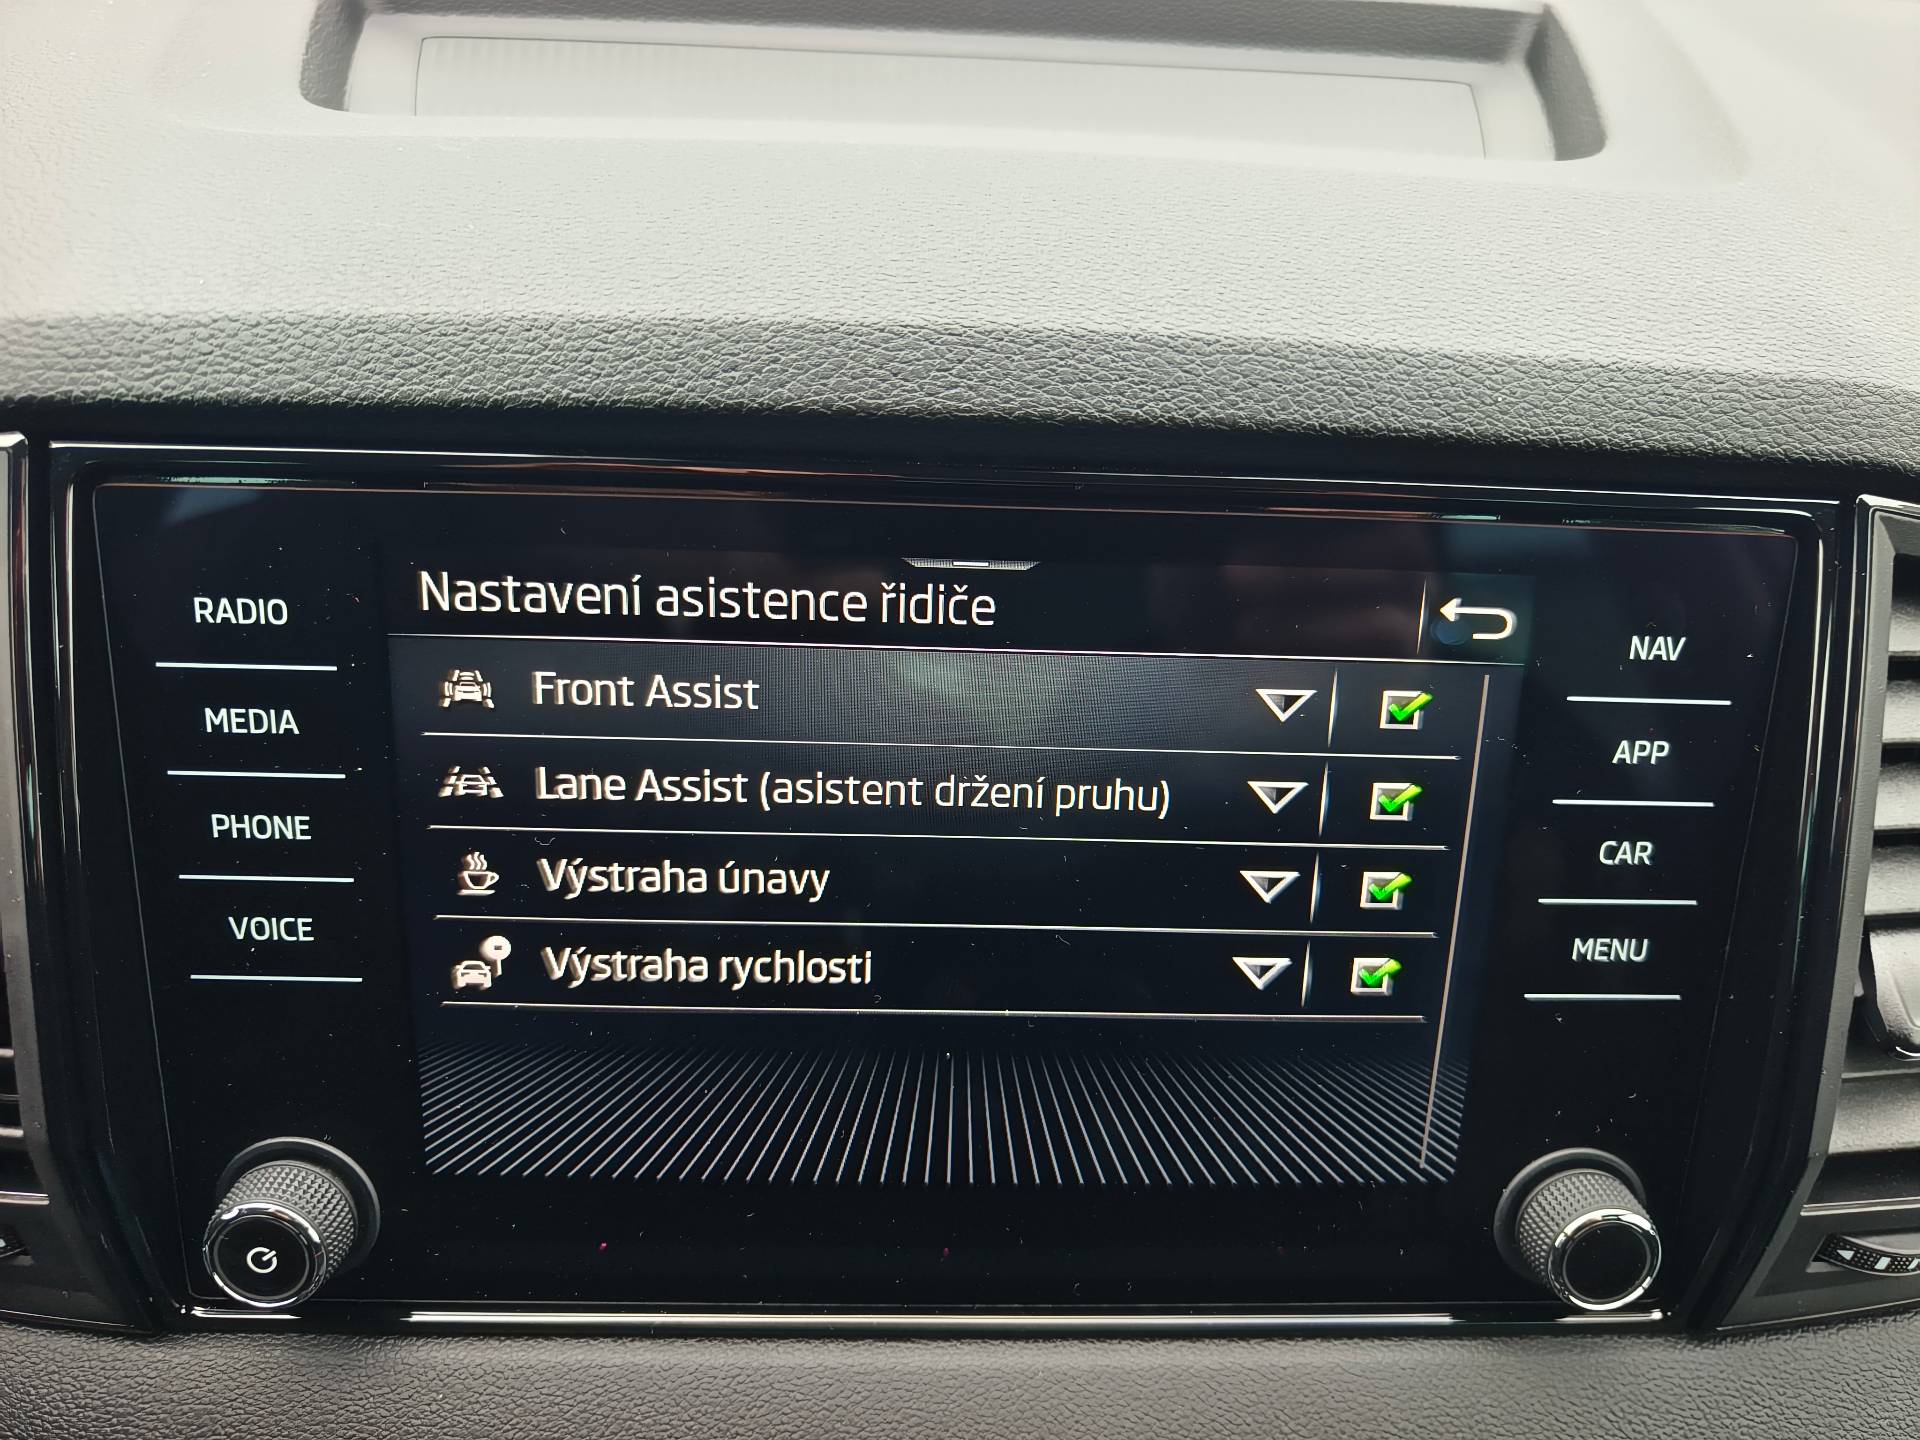 Nastavení asistence řidiče
Front Assist
Lane Assist (asistent držení pruhu)
Výstraha únavy
Výstraha rychlosti
RADIO
MEDIA
PHONE
VOICE
NAV
APP
CAR
MENU